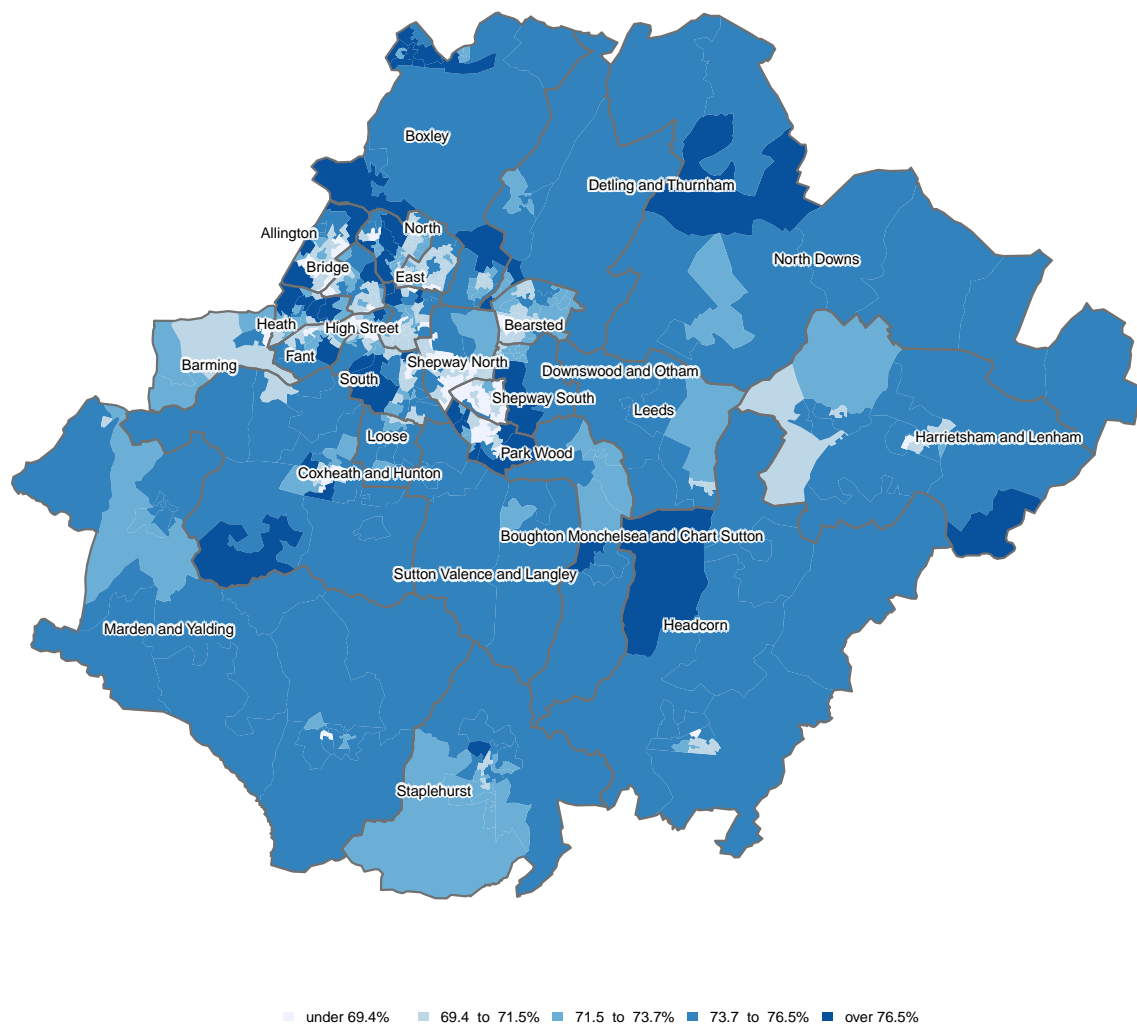 Boxley
Detling and Thurnham
North
Allington
North Downs
Bridge
East
Heath
High Street
Bearsted
Fant
Barming
Shepway North
Downswood and Otham
South
Shepway South
Leeds
Loose
Harrietsham and Lenham
Park Wood
Coxheath and Hunton
Boughton Monchelsea and Chart Sutton
Sutton Valence and Langley
Marden and Yalding
Headcorn
Staplehurst
under 69.4% 69.4 to 71.5% 71.5 to 73.7% 73.7 to 76.5% over 76.5%